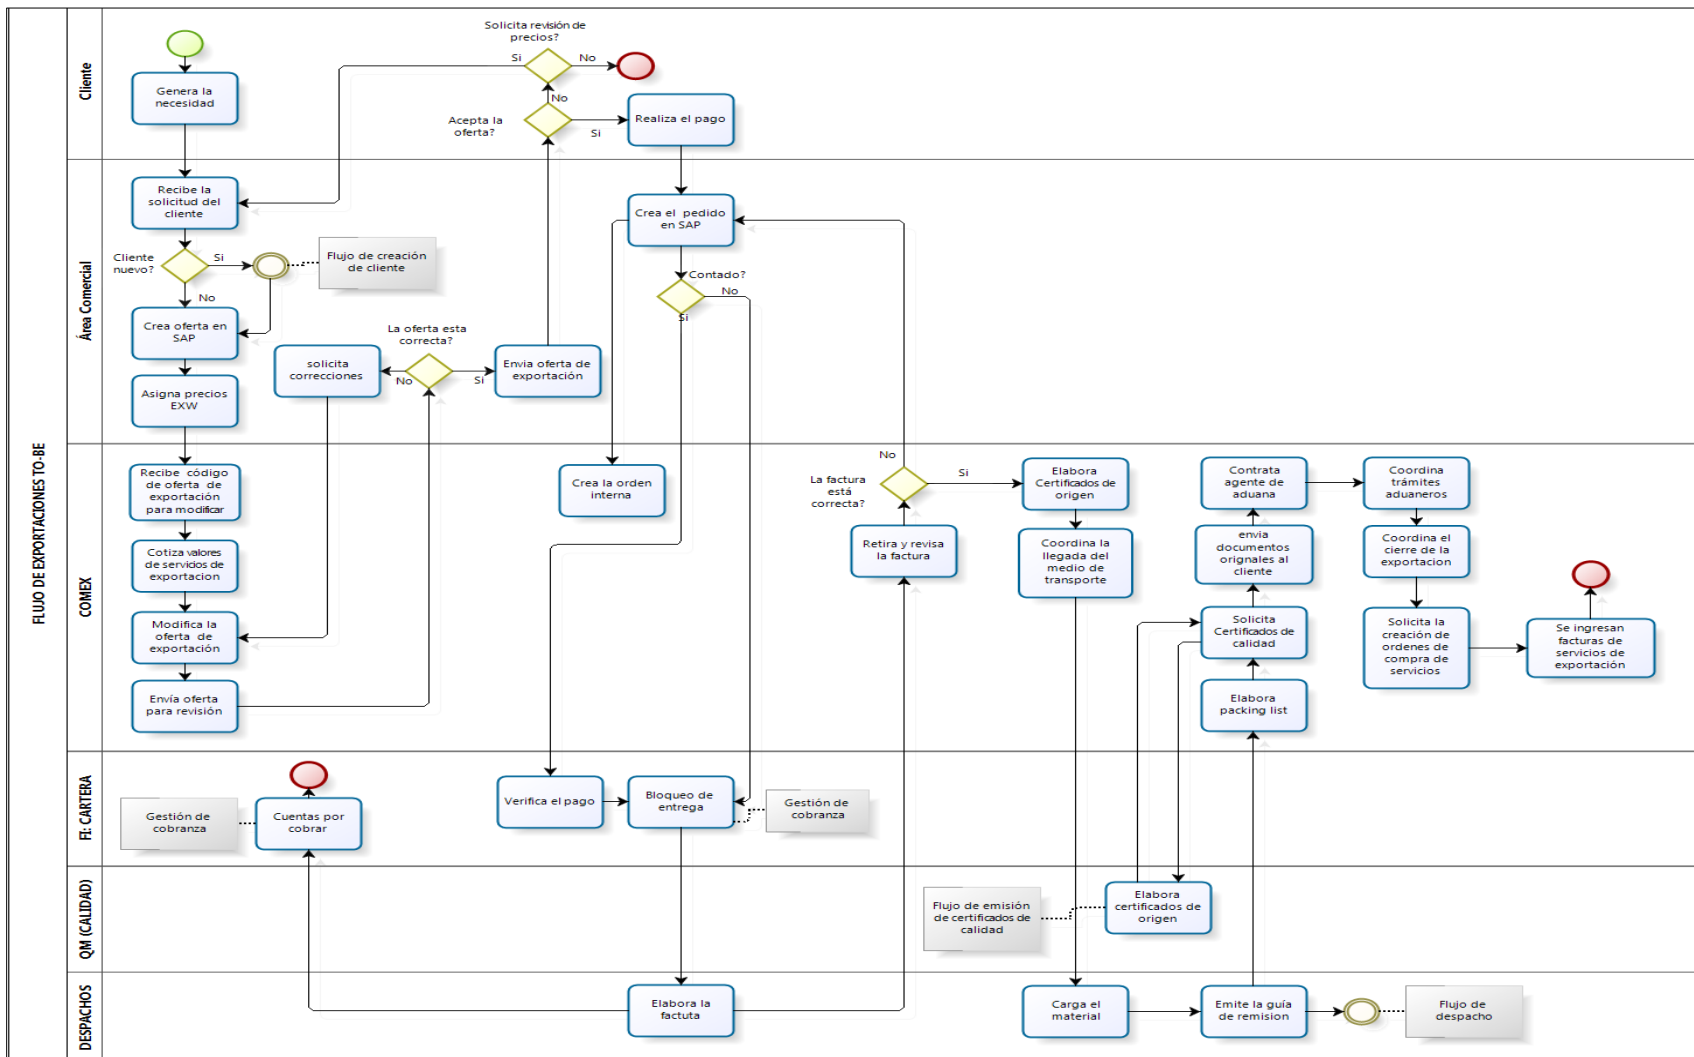 FLUJO DE EXPORTACIONES TO-BE
Cliente
Genera la
necesidad
Solicita revisión de
precios?
Si
No
No
Acepta la
oferta?
Si
Realiza el pago
Área Comercial
Recibe la
solicitud del
cliente
Cliente
nuevo?
Si
Flujo de creación
de cliente
No
Crea oferta en
SAP
Asigna precios
EXW
La oferta esta
correcta?
solicita
correcciones
No
Si
Envia oferta de
exportación
Crea el pedido
en SAP
Contado?
No
Si
COMEX
Recibe código
de oferta de
exportación
para modificar
Cotiza valores
de servicios de
exportacion
Modifica la
oferta de
exportación
Envía oferta
para revisión
Crea la orden
interna
No
La factura
está
correcta?
Si
Retira y revisa
la factura
Elabora
Certificados de
origen
Coordina la
llegada del
medio de
transporte
Contrata
agente de
aduana
envia
documentos
orignales al
cliente
Solicita
Certificados de
calidad
Elabora
packing list
Coordina
trámites
aduaneros
Coordina el
cierre de la
exportacion
Solicita la
creación de
ordenes de
compra de
servicios
Se ingresan
facturas de
servicios de
exportación
FI: CARTERA
Gestión de
cobranza
Cuentas por
cobrar
Verifica el pago
Bloqueo de
entrega
Gestión de
cobranza
QM (CALIDAD)
Flujo de emisión
de certificados de
calidad
Elabora
certificados de
origen
DESPACHOS
Elabora la
factuta
Carga el
material
Emite la guía
de remision
Flujo de
despacho